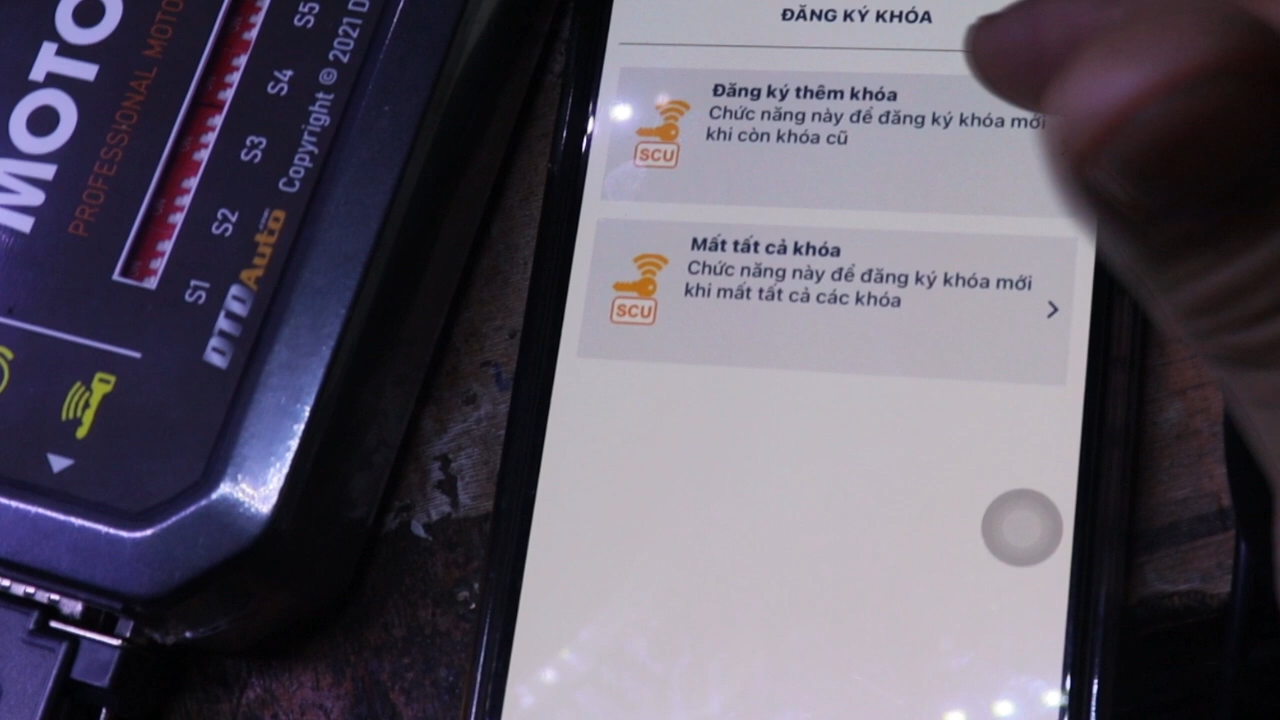 MOTO
PROFESSIONAL MOTO
S1 S2 S3 S4 S5
DTDAuto Copyright © 2021 D
ĐĂNG KÝ KHÓA
Đăng ký thêm khóa
Chức năng này để đăng ký khóa mới
khi còn khóa cũ
SCU
Mất tất cả khóa
Chức năng này để đăng ký khóa mới
khi mất tất cả các khóa
SCU